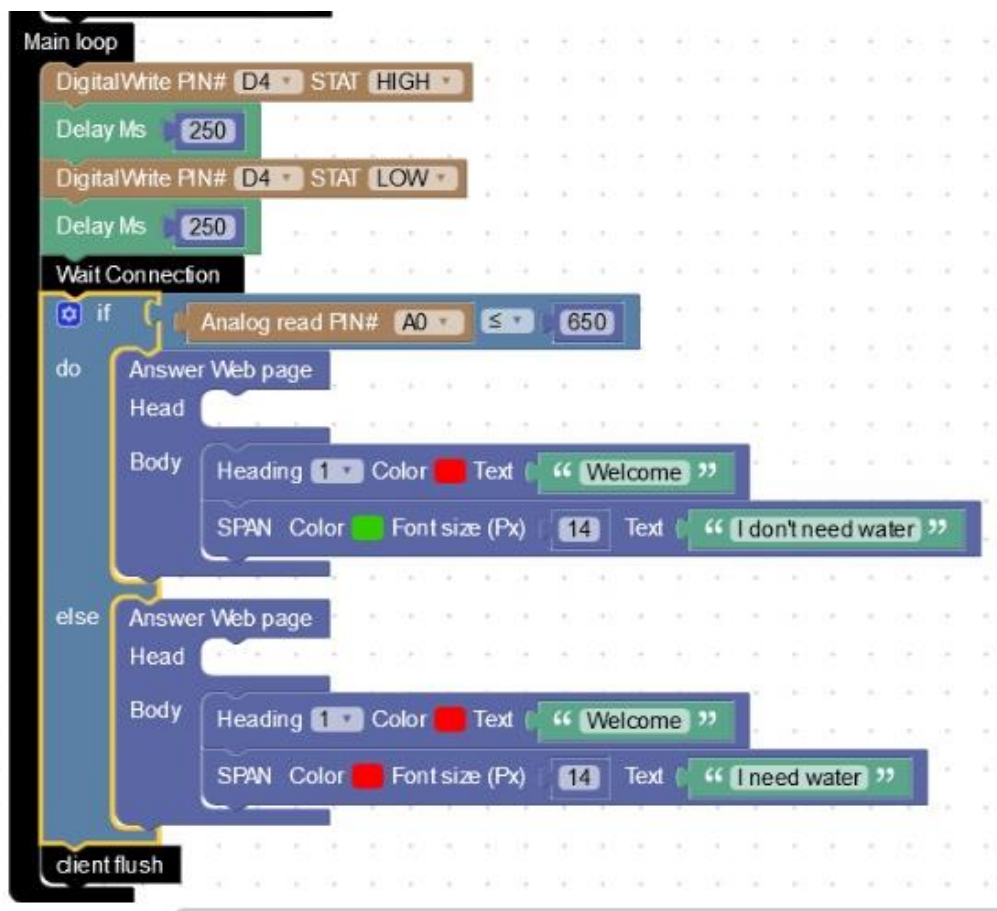 Main loop
DigitalWrite PIN# D4 STAT HIGH
Delay Ms 250
DigitalWrite PIN# D4 STAT LOW
Delay Ms 250
Wait Connection
if Analog read PIN# A0 ≤ 650
do Answer Web page
Head
Body Heading 1 Color Text “ Welcome ”
SPAN Color Font size (Px) 14 Text “ I don't need water ”
else Answer Web page
Head
Body Heading 1 Color Text “ Welcome ”
SPAN Color Font size (Px) 14 Text “ I need water ”
client flush